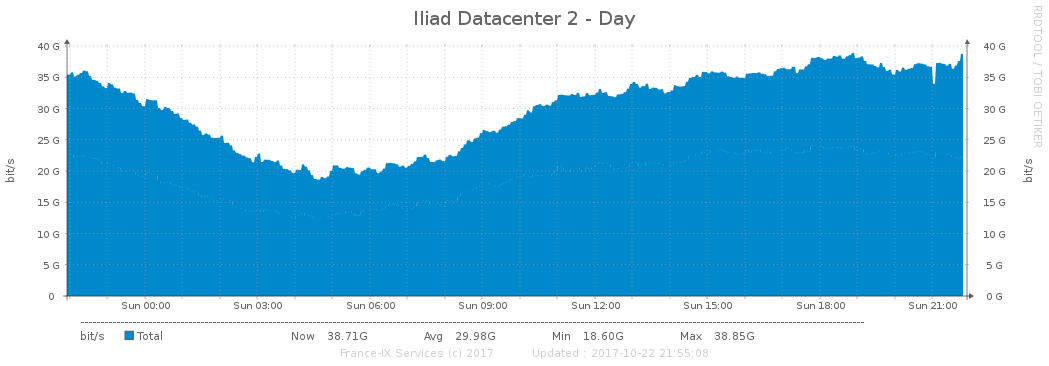 Iliad Datacenter 2 - Day
RRDTOOL / TOBI OETIKER
bit/s
40 G 40 G
35 G 35 G
30 G 30 G
25 G 25 G
20 G 20 G
15 G 15 G
10 G 10 G
5 G 5 G
0 0 G
bit/s
Sun 00:00 Sun 03:00 Sun 06:00 Sun 09:00 Sun 12:00 Sun 15:00 Sun 18:00 Sun 21:00
bit/s Total Now 38.71G Avg 29.98G Min 18.60G Max 38.85G
France-IX Services (c) 2017 Updated : 2017-10-22 21:55:08